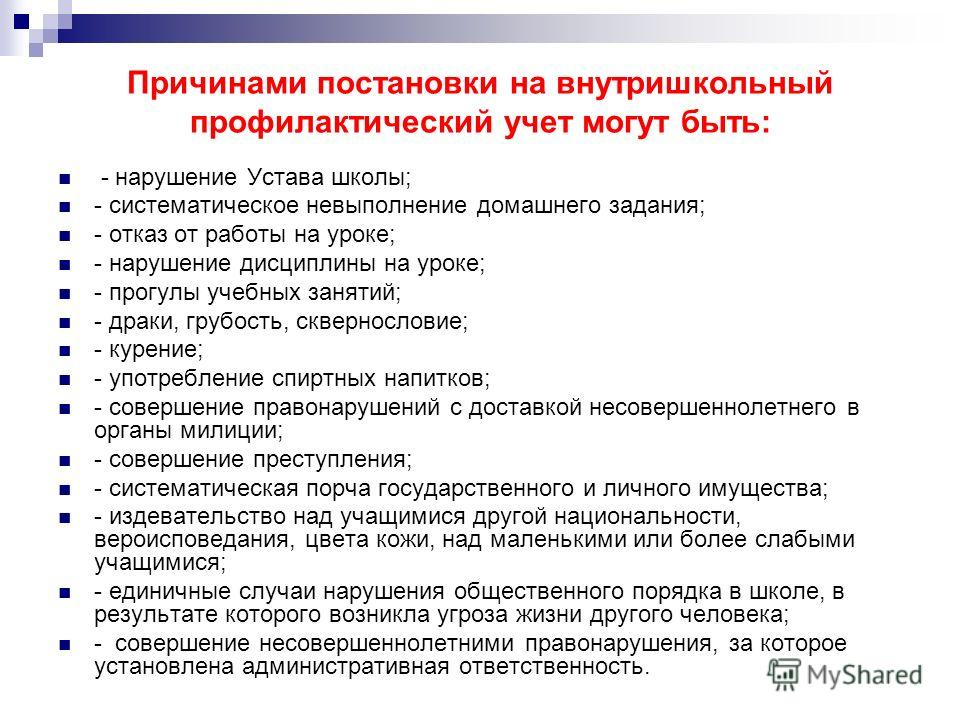 Причинами постановки на внутришкольный
профилактический учет могут быть:
- нарушение Устава школы;
- систематическое невыполнение домашнего задания;
- отказ от работы на уроке;
- нарушение дисциплины на уроке;
- прогулы учебных занятий;
- драки, грубость, сквернословие;
- курение;
- употребление спиртных напитков;
- совершение правонарушений с доставкой несовершеннолетнего в
органы милиции;
- совершение преступления;
- систематическая порча государственного и личного имущества;
- издевательство над учащимися другой национальности,
вероисповедания, цвета кожи, над маленькими или более слабыми
учащимися;
- единичные случаи нарушения общественного порядка в школе, в
результате которого возникла угроза жизни другого человека;
- совершение несовершеннолетними правонарушения, за которое
установлена административная ответственность.
MyShared